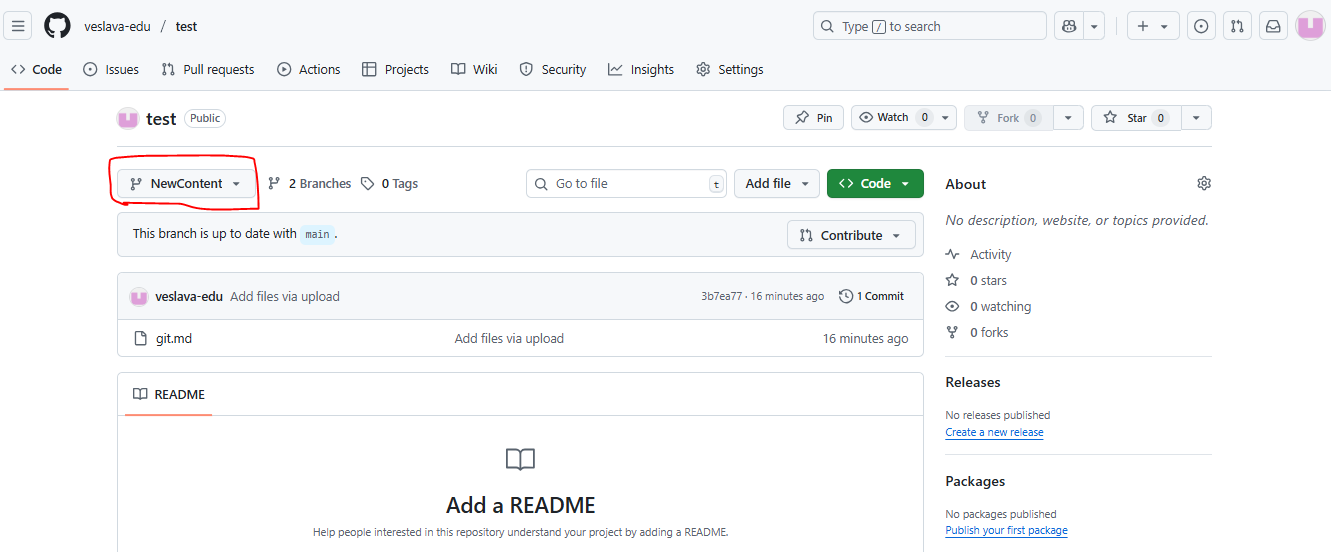 veslava-edu / test
Type / to search
Code Issues Pull requests Actions Projects Wiki Security Insights Settings
test Public
Pin Watch 0 Fork 0 Star 0
NewContent 2 Branches 0 Tags
Go to file t Add file Code
This branch is up to date with main .
Contribute
veslava-edu Add files via upload 3b7ea77 · 16 minutes ago 1 Commit
git.md Add files via upload 16 minutes ago
README
Add a README
Help people interested in this repository understand your project by adding a README.
About
No description, website, or topics provided.
Activity
0 stars
0 watching
0 forks
Releases
No releases published
Create a new release
Packages
No packages published
Publish your first package